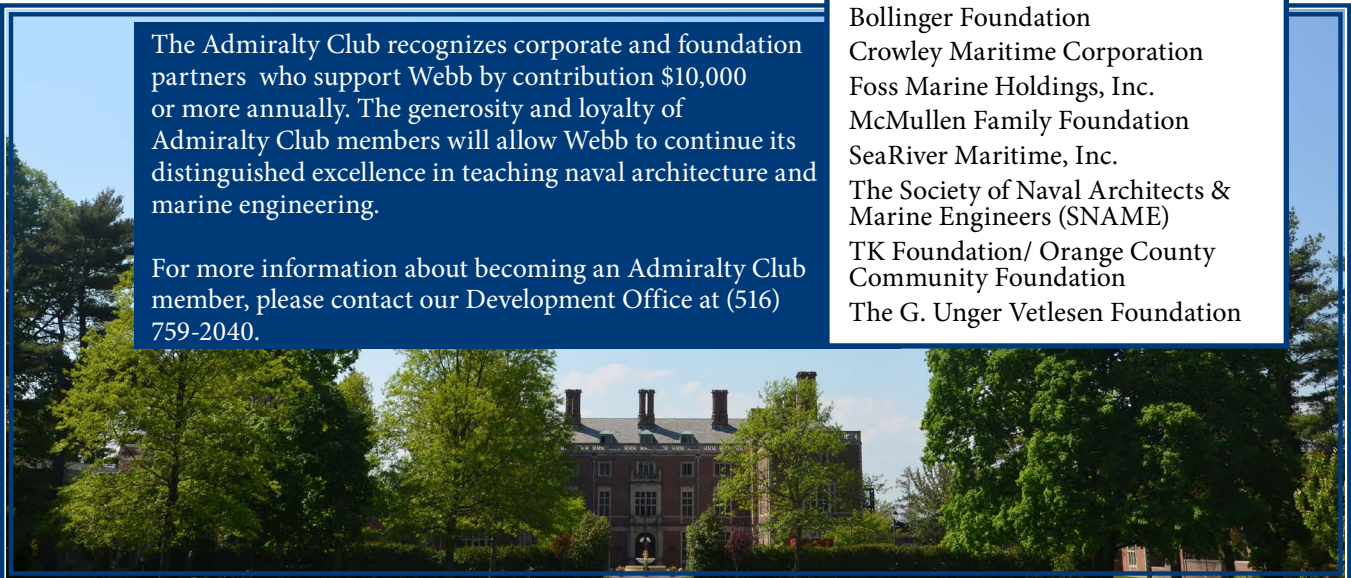 The Admiralty Club recognizes corporate and foundation
partners  who support Webb by contribution $10,000
or more annually. The generosity and loyalty of
Admiralty Club members will allow Webb to continue its
distinguished excellence in teaching naval architecture and
marine engineering.
For more information about becoming an Admiralty Club
member, please contact our Development Office at (516)
759-2040.
Bollinger Foundation
Crowley Maritime Corporation
Foss Marine Holdings, Inc.
McMullen Family Foundation
SeaRiver Maritime, Inc.
The Society of Naval Architects &
Marine Engineers (SNAME)
TK Foundation/ Orange County
Community Foundation
The G. Unger Vetlesen Foundation